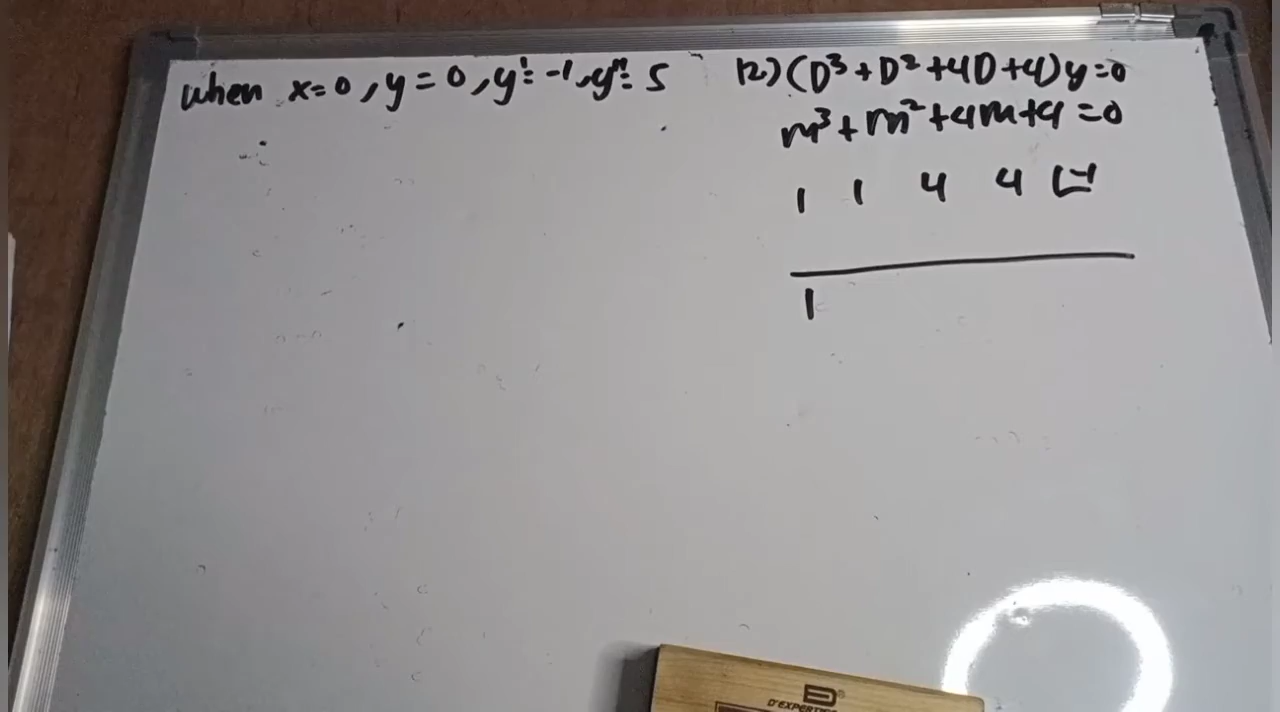 when x=0, y=0, y'=-1, y"=5
12) (D³+D²+4D+4)y=0
m³+m²+4m+4=0
1 1 4 4 |-1
1
D'EXPERT